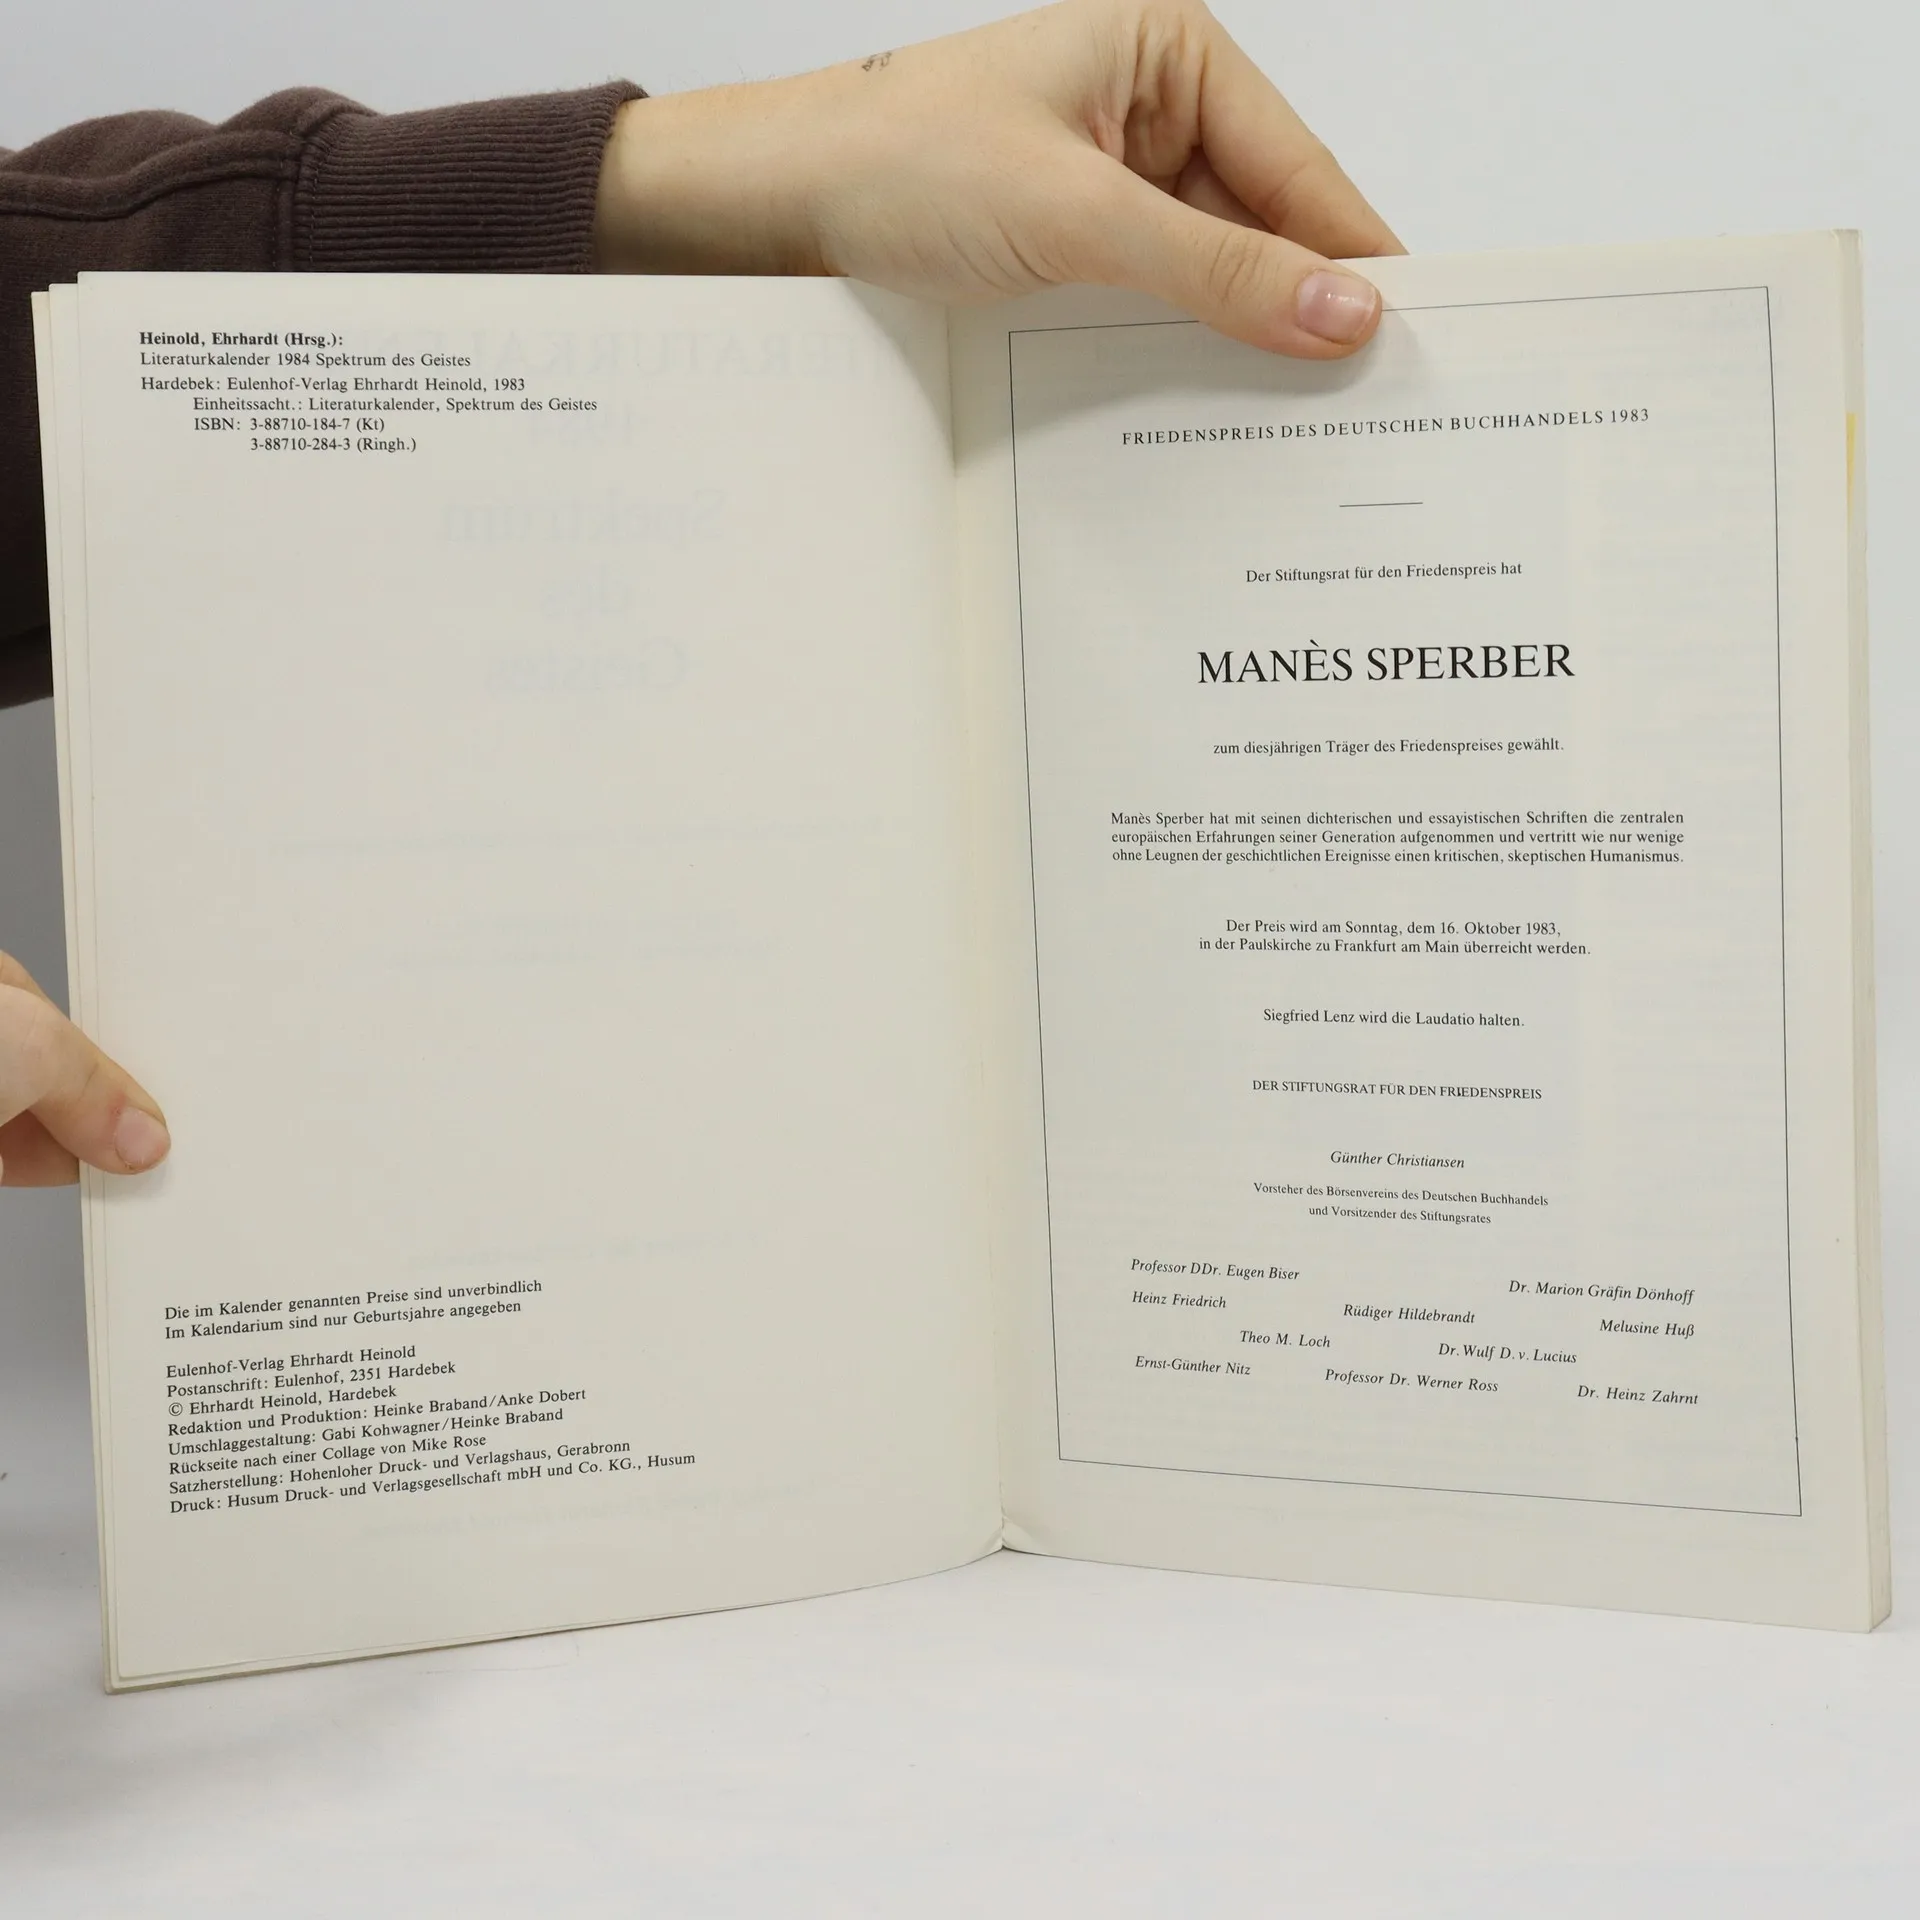 Heinold, Ehrhardt (Hrsg.):
Literaturkalender 1984 Spektrum des Geistes
Hardebek: Eulenhof-Verlag Ehrhardt Heinold, 1983
Einheitssacht.: Literaturkalender, Spektrum des Geistes
ISBN: 3-88710-184-7 (Kt)
3-88710-284-3 (Ringh.)
Die im Kalender genannten Preise sind unverbindlich
Im Kalendarium sind nur Geburtsjahre angegeben
Eulenhof-Verlag Ehrhardt Heinold
Postanschrift: Eulenhof, 2351 Hardebek
© Ehrhardt Heinold, Hardebek
Redaktion und Produktion: Heinke Braband/Anke Dobert
Umschlaggestaltung: Gabi Kohwagner/Heinke Braband
Rückseite nach einer Collage von Mike Rose
Satzherstellung: Hohenloher Druck- und Verlagshaus, Gerabronn
Druck: Husum Druck- und Verlagsgesellschaft mbH und Co. KG., Husum
FRIEDENSPREIS DES DEUTSCHEN BUCHHANDELS 1983
Der Stiftungsrat für den Friedenspreis hat
MANÈS SPERBER
zum diesjährigen Träger des Friedenspreises gewählt.
Manès Sperber hat mit seinen dichterischen und essayistischen Schriften die zentralen
europäischen Erfahrungen seiner Generation aufgenommen und vertritt wie nur wenige
ohne Leugnen der geschichtlichen Ereignisse einen kritischen, skeptischen Humanismus.
Der Preis wird am Sonntag, dem 16. Oktober 1983,
in der Paulskirche zu Frankfurt am Main überreicht werden.
Siegfried Lenz wird die Laudatio halten.
DER STIFTUNGSRAT FÜR DEN FRIEDENSPREIS
Günther Christiansen
Vorsteher des Börsenvereins des Deutschen Buchhandels
und Vorsitzender des Stiftungsrates
Professor DDr. Eugen Biser Dr. Marion Gräfin Dönhoff
Heinz Friedrich Rüdiger Hildebrandt Melusine Huß
Theo M. Loch Dr. Wulf D. v. Lucius
Ernst-Günther Nitz Professor Dr. Werner Ross Dr. Heinz Zahrnt